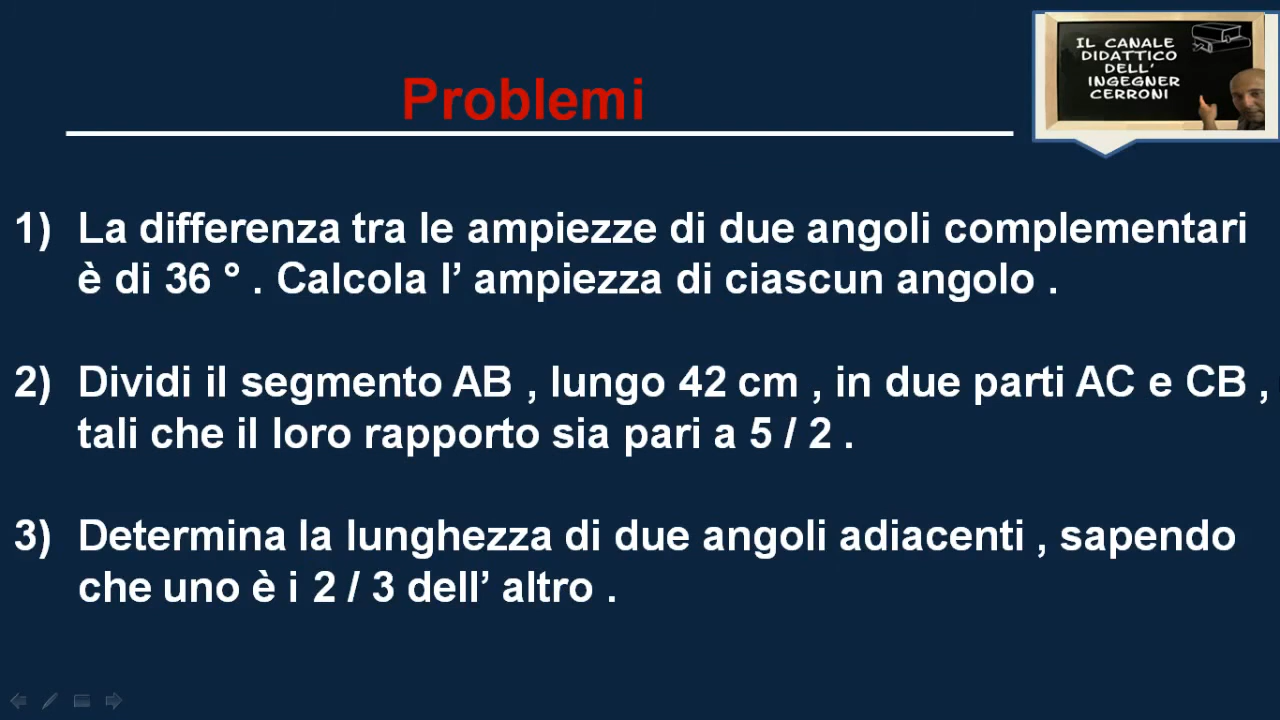 Problemi
IL CANALE
DIDATTICO
DELL'
INGEGNER
CERRONI
1) La differenza tra le ampiezze di due angoli complementari
è di 36 ° . Calcola l’ ampiezza di ciascun angolo .
2) Dividi il segmento AB , lungo 42 cm , in due parti AC e CB ,
tali che il loro rapporto sia pari a 5 / 2 .
3) Determina la lunghezza di due angoli adiacenti , sapendo
che uno è i 2 / 3 dell’ altro .